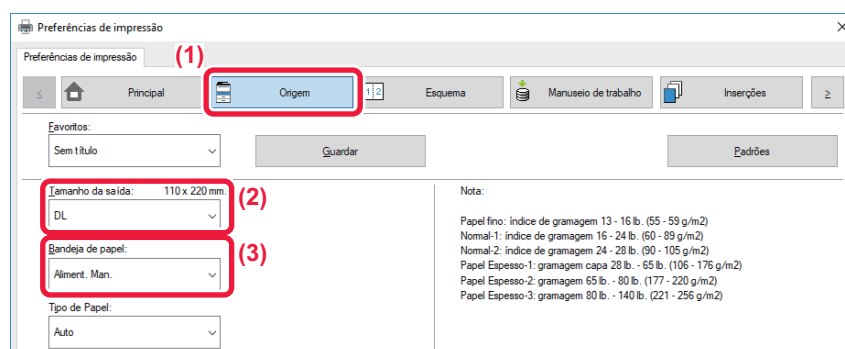 Preferências de impressão
Preferências de impressão
(1)
< Principal Origem 1 2 Esquema Manuseio de trabalho Inserções >
Favoritos:
Sem título Guardar Padrões
Tamanho da saída: 110 x 220 mm.
(2)
DL
Bandeja de papel:
(3)
Aliment. Man.
Tipo de Papel:
Auto
Nota:
Papel fino: índice de gramagem 13 - 16 lb. (55 - 59 g/m2)
Normal-1: índice de gramagem 16 - 24 lb. (60 - 89 g/m2)
Normal-2: índice de gramagem 24 - 28 lb. (90 - 105 g/m2)
Papel Espesso-1: gramagem capa 28 lb. - 65 lb. (106 - 176 g/m2)
Papel Espesso-2: gramagem 65 lb. - 80 lb. (177 - 220 g/m2)
Papel Espesso-3: gramagem 80 lb. - 140 lb. (221 - 256 g/m2)